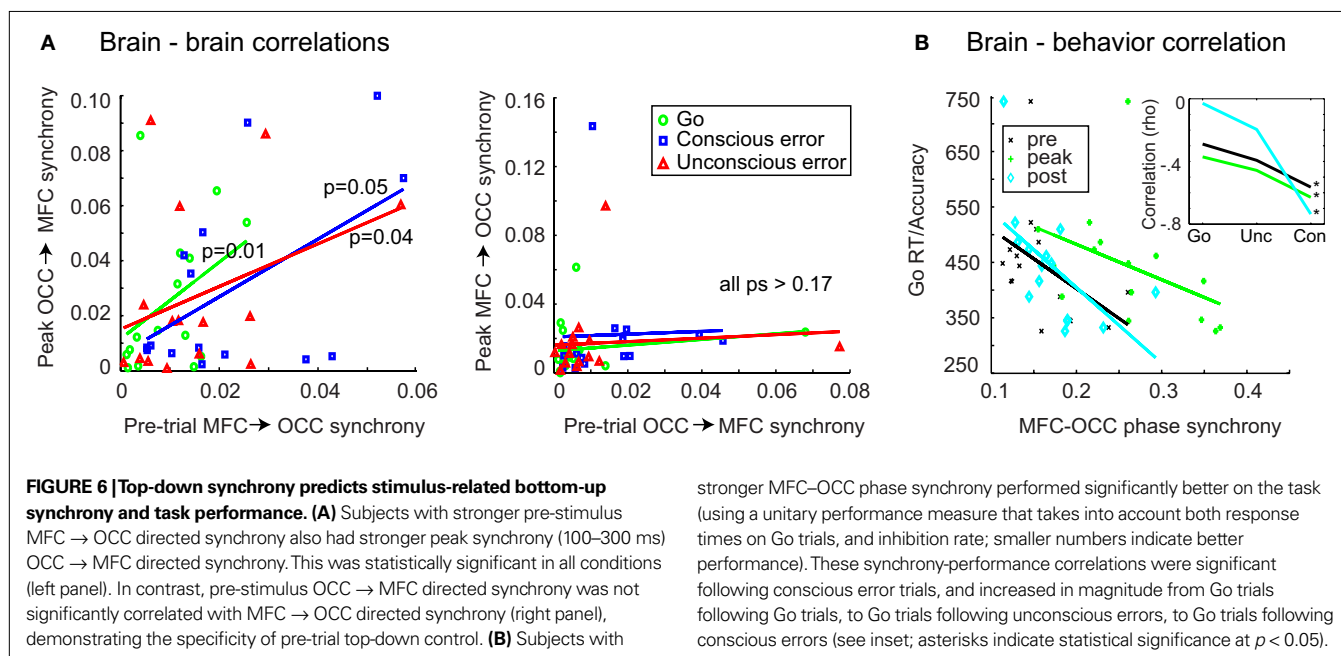 A Brain - brain correlations
0.10
0.08
0.06
0.04
0.02
0
0
0.02
0.04
0.06
Peak OCC → MFC synchrony
Pre-trial MFC → OCC synchrony
p=0.05
p=0.01
p=0.04
0.16
0.12
0.08
0.04
0
0
0.02
0.04
0.06
0.08
Peak MFC → OCC synchrony
Pre-trial OCC → MFC synchrony
Go
Conscious error
Unconscious error
all ps > 0.17
B Brain - behavior correlation
750
650
550
450
350
250
0.1
0.2
0.3
0.4
Go RT/Accuracy
MFC-OCC phase synchrony
pre
peak
post
0
-.4
-.8
Correlation (rho)
Go Unc Con
*
*
*
FIGURE 6 | Top-down synchrony predicts stimulus-related bottom-up
synchrony and task performance. (A) Subjects with stronger pre-stimulus
MFC → OCC directed synchrony also had stronger peak synchrony (100–300 ms)
OCC → MFC directed synchrony. This was statistically significant in all conditions
(left panel). In contrast, pre-stimulus OCC → MFC directed synchrony was not
significantly correlated with MFC → OCC directed synchrony (right panel),
demonstrating the specificity of pre-trial top-down control. (B) Subjects with
stronger MFC–OCC phase synchrony performed significantly better on the task
(using a unitary performance measure that takes into account both response
times on Go trials, and inhibition rate; smaller numbers indicate better
performance). These synchrony-performance correlations were significant
following conscious error trials, and increased in magnitude from Go trials
following Go trials, to Go trials following unconscious errors, to Go trials following
conscious errors (see inset; asterisks indicate statistical significance at p < 0.05).